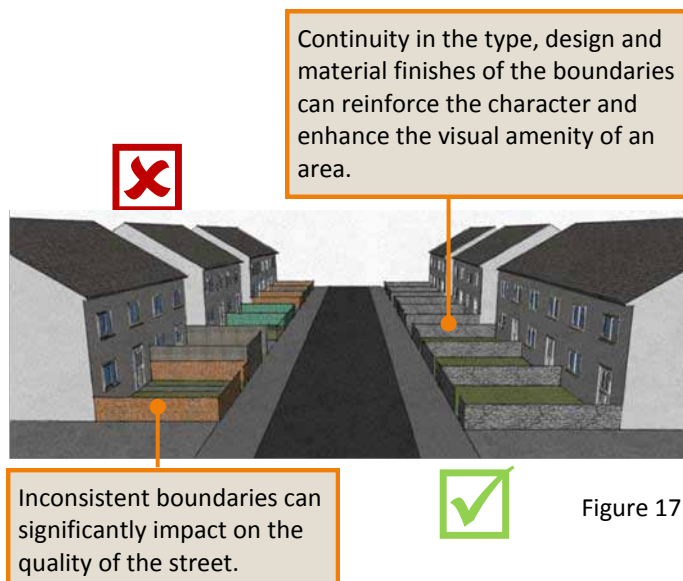 Continuity in the type, design and
material finishes of the boundaries
can reinforce the character and
enhance the visual amenity of an
area.
Inconsistent boundaries can
significantly impact on the
quality of the street.
Figure 17